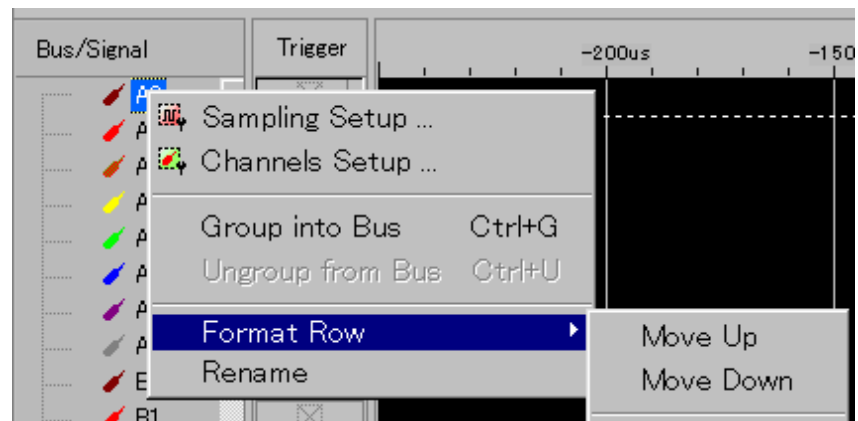 Bus/Signal
Trigger
-200us
-150
A0
Sampling Setup ...
Channels Setup ...
Group into Bus Ctrl+G
Ungroup from Bus Ctrl+U
Format Row
Move Up
Rename
Move Down
B1